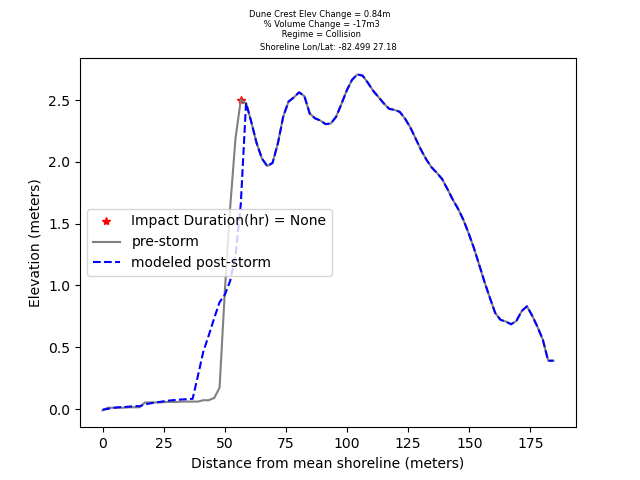 Dune Crest Elev Change = 0.84m
% Volume Change = -17m3
Regime = Collision
Shoreline Lon/Lat: -82.499 27.18
2.5
2.0
1.5
1.0
0.5
0.0
Elevation (meters)
Impact Duration(hr) = None
pre-storm
modeled post-storm
0 25 50 75 100 125 150 175
Distance from mean shoreline (meters)